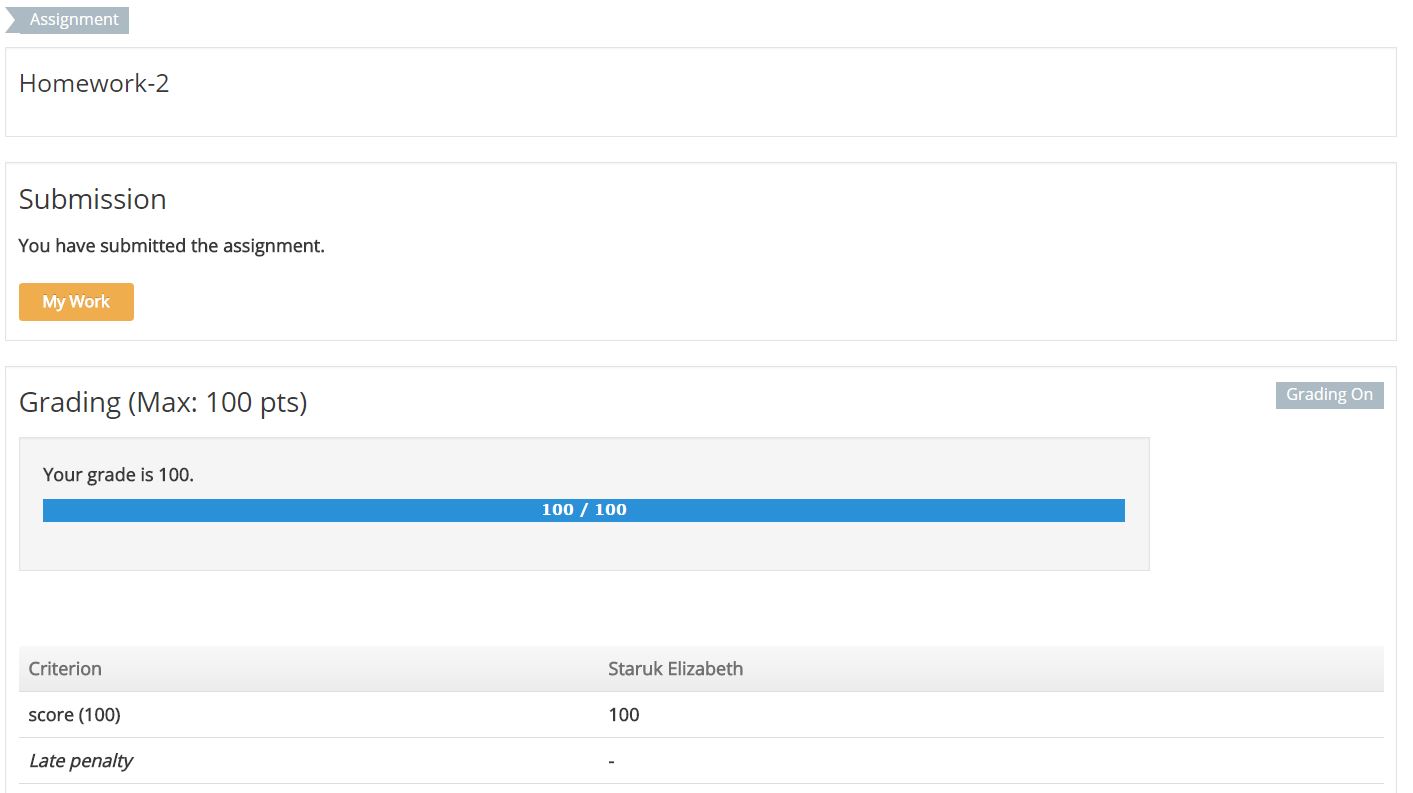 Assignment
Homework-2
Submission
You have submitted the assignment.
My Work
Grading (Max: 100 pts)
Grading On
Your grade is 100.
100 / 100
Criterion Staruk Elizabeth
score (100) 100
Late penalty -